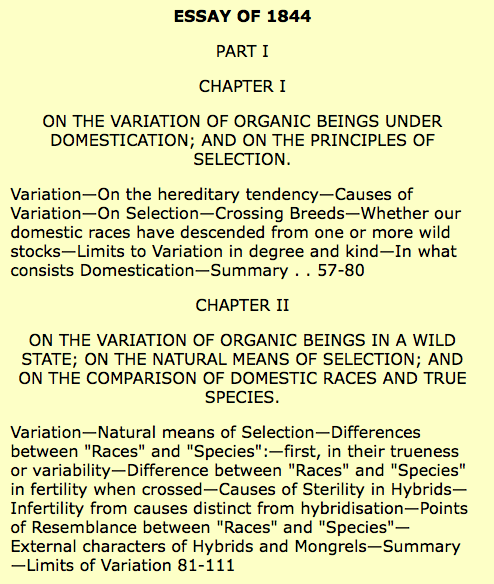 ESSAY OF 1844
PART I
CHAPTER I
ON THE VARIATION OF ORGANIC BEINGS UNDER
DOMESTICATION; AND ON THE PRINCIPLES OF
SELECTION.
Variation—On the hereditary tendency—Causes of
Variation—On Selection—Crossing Breeds—Whether our
domestic races have descended from one or more wild
stocks—Limits to Variation in degree and kind—In what
consists Domestication—Summary . . 57-80
CHAPTER II
ON THE VARIATION OF ORGANIC BEINGS IN A WILD
STATE; ON THE NATURAL MEANS OF SELECTION; AND
ON THE COMPARISON OF DOMESTIC RACES AND TRUE
SPECIES.
Variation—Natural means of Selection—Differences
between "Races" and "Species":—first, in their trueness
or variability—Difference between "Races" and "Species"
in fertility when crossed—Causes of Sterility in Hybrids—
Infertility from causes distinct from hybridisation—Points
of Resemblance between "Races" and "Species"—
External characters of Hybrids and Mongrels—Summary
—Limits of Variation 81-111